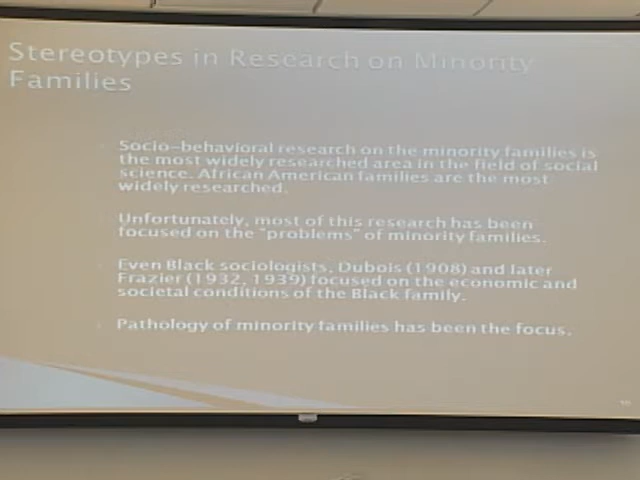 Stereotypes in Research on Minority
Families
Socio-behavioral research on the minority families is
the most widely researched area in the field of social
science. African American families are the most
widely researched.
Unfortunately, most of this research has been
focused on the "problems" of minority families.
Even Black sociologists, Dubois (1908) and later
Frazier (1932, 1939) focused on the economic and
societal conditions of the Black family.
Pathology of minority families has been the focus.